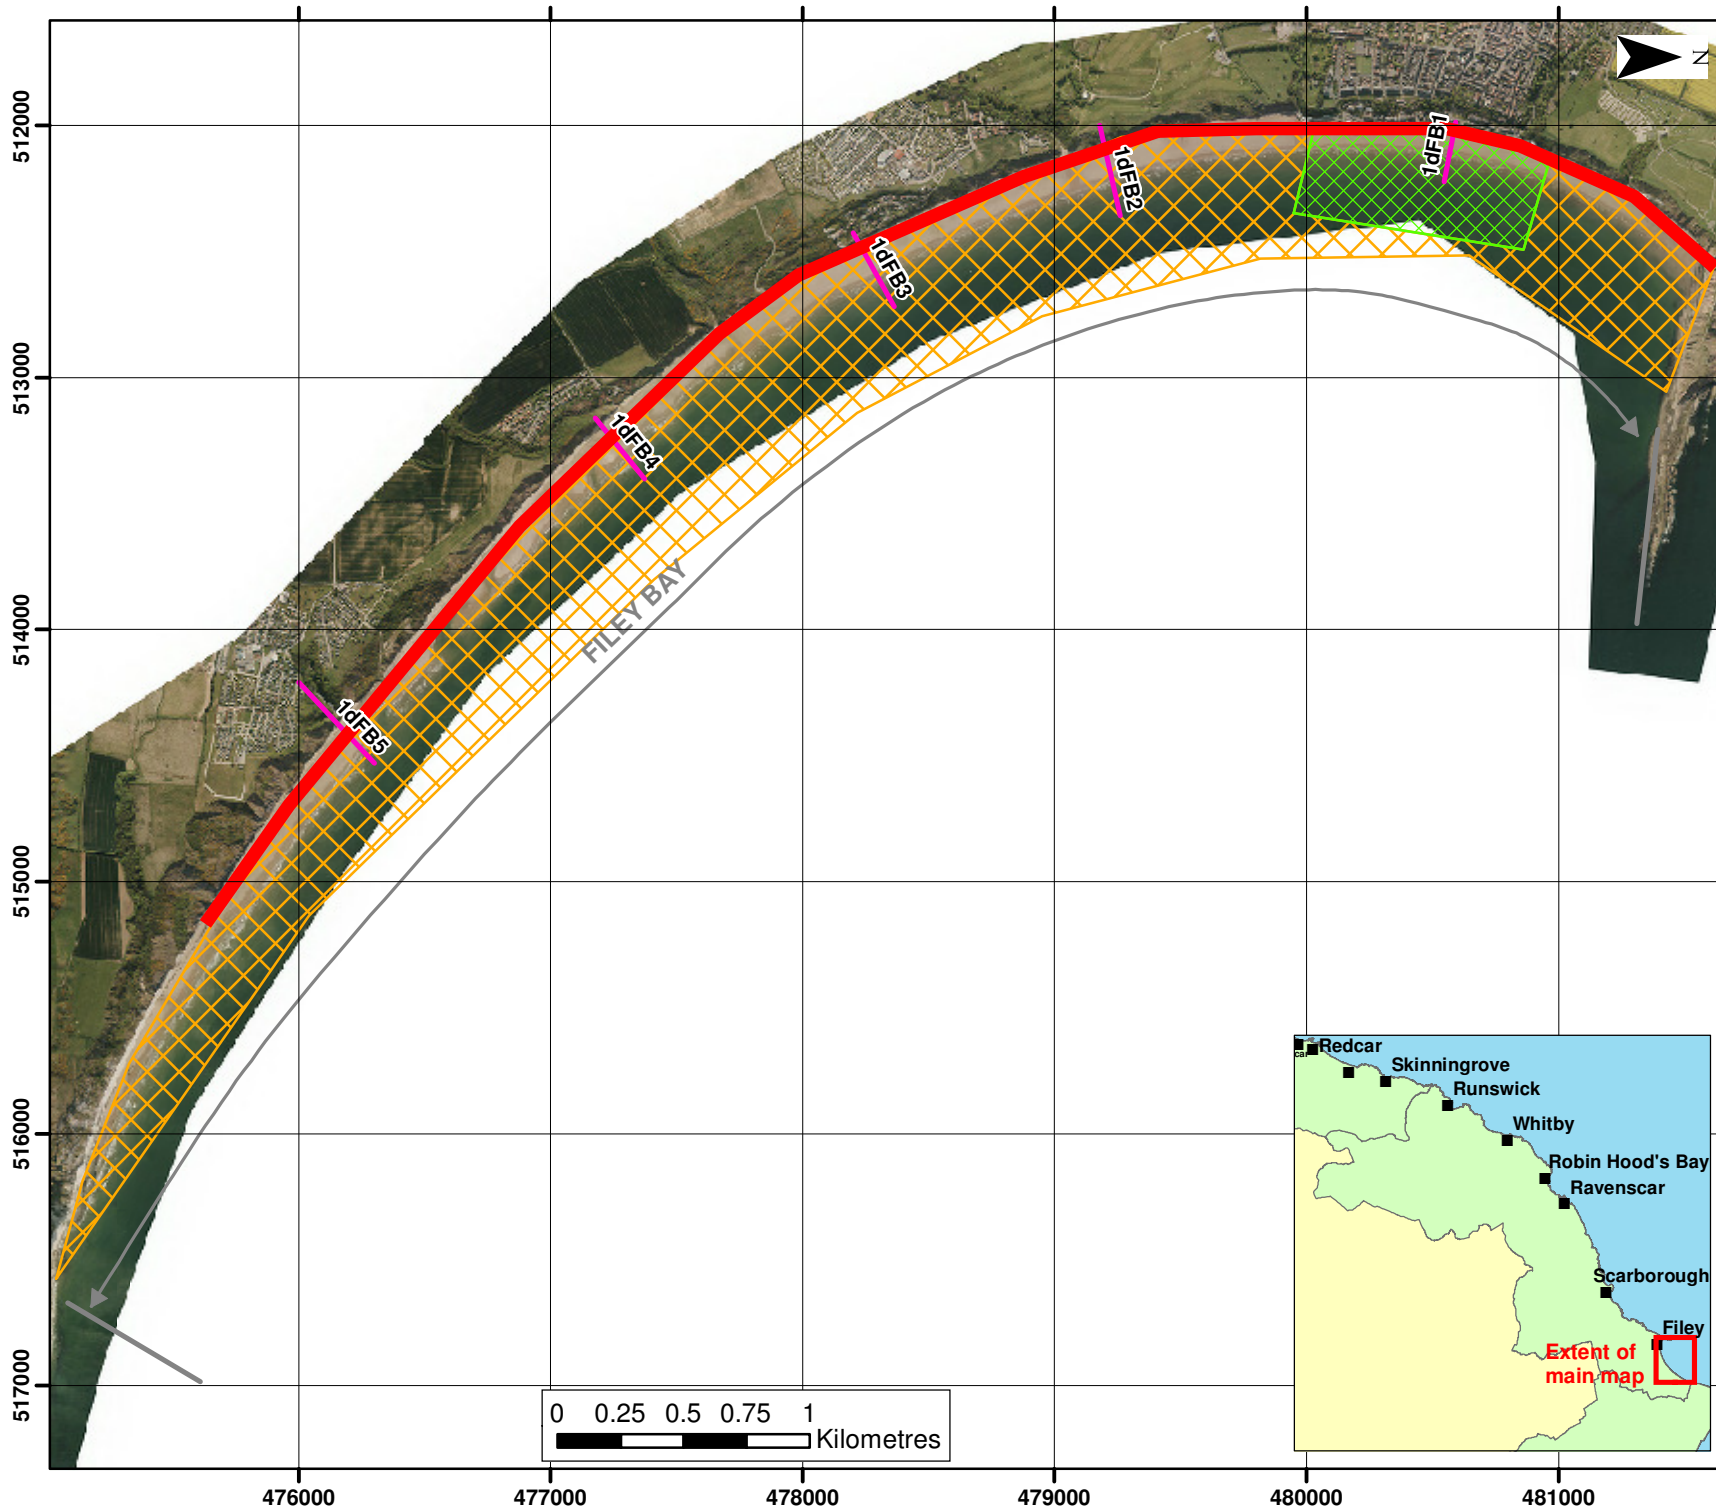 N
512000
513000
514000
515000
516000
517000
1dFB1
1dFB2
1dFB3
1dFB4
1dFB5
FILEY BAY
car
Redcar
Skinningrove
Runswick
Whitby
Robin Hood's Bay
Ravenscar
Scarborough
Filey
Extent of
main map
0 0.25 0.5 0.75 1
Kilometres
476000 477000 478000 479000 480000 481000